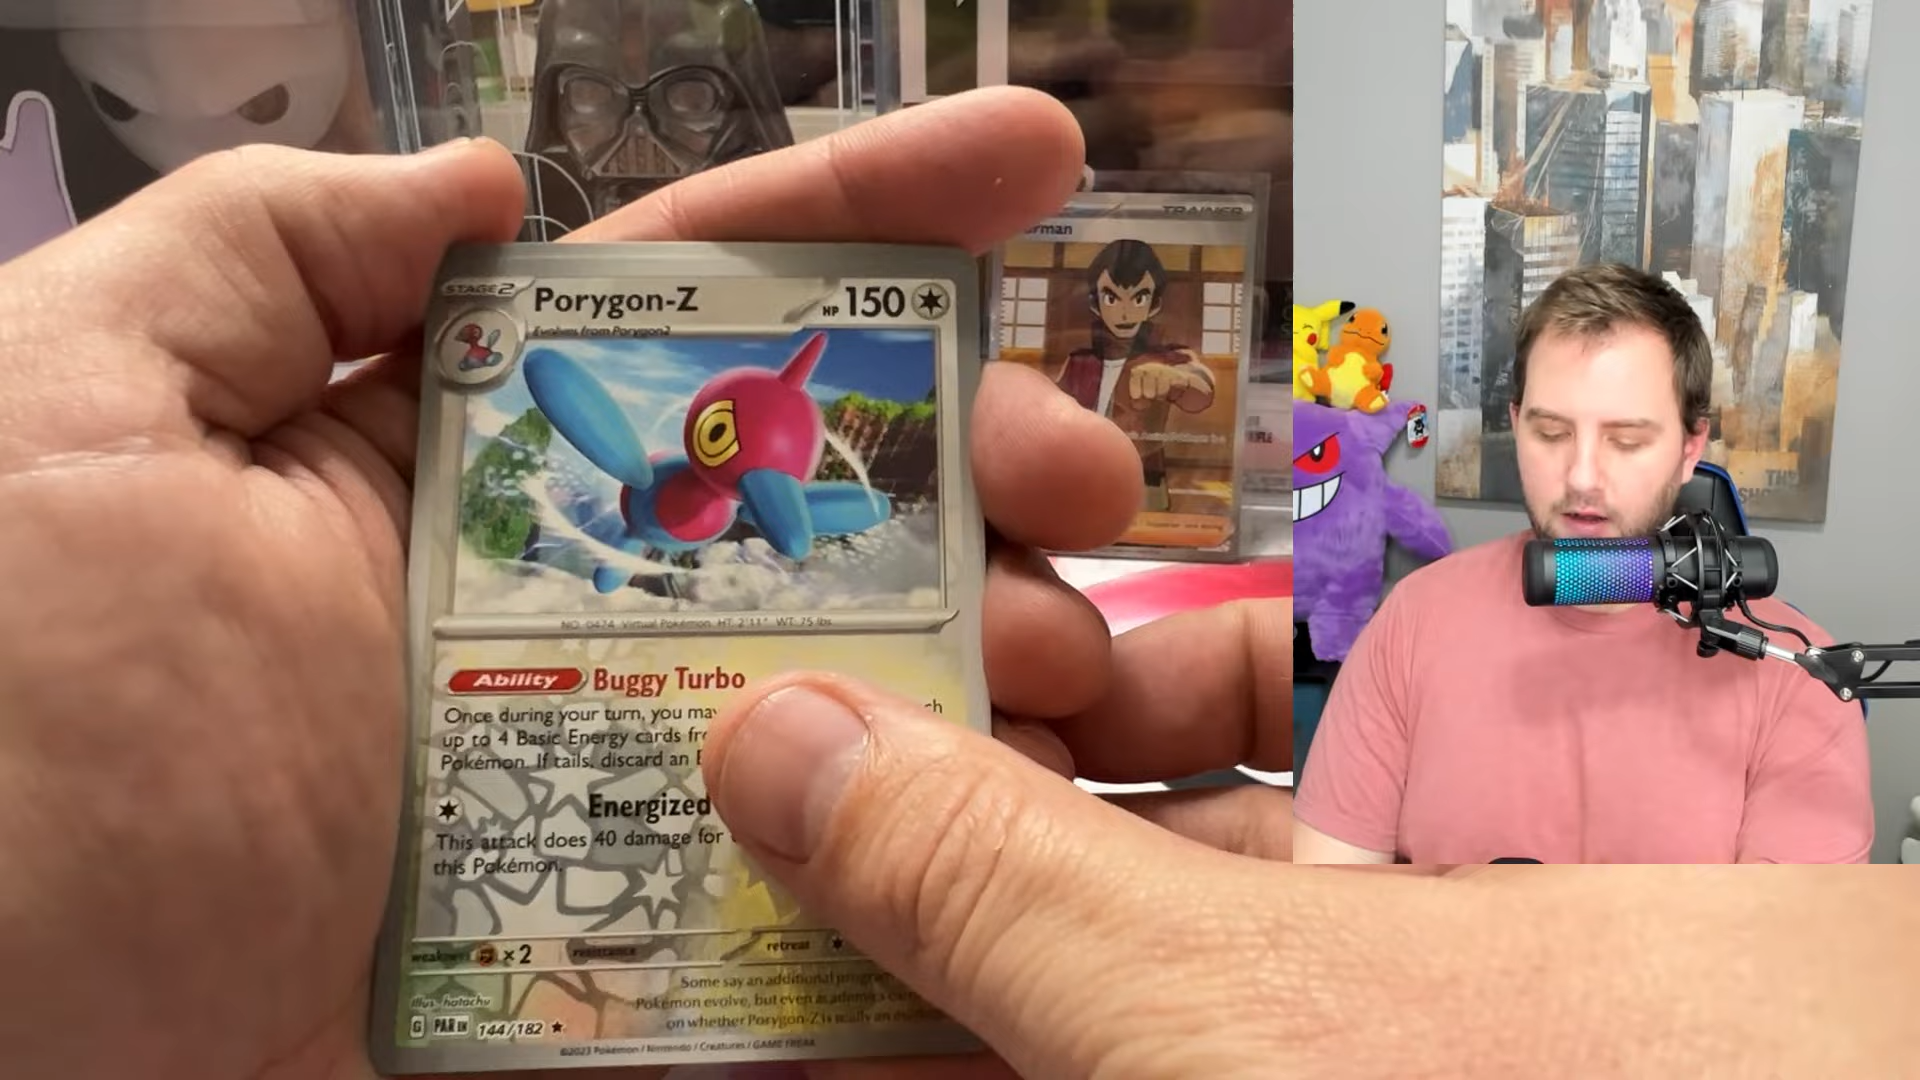 STAGE 2
Porygon-Z
HP 150
Evolves from Porygon2
TRAINER
NO. 0474 Virtual Pokémon HT: 2'11" WT: 75 lbs
Ability Buggy Turbo
Once during your turn, you may
up to 4 Basic Energy cards
Pokémon. If tails, discard an
Energized
This attack does 40 damage for
this Pokémon.
weakness ×2 resistance retreat
Some say an additional
Pokémon evolve, but even
on whether Porygon-Z is
Illus. hatachu
G PAR EN 144/182
©2023 Pokémon / Nintendo / Creatures / GAME FREAK